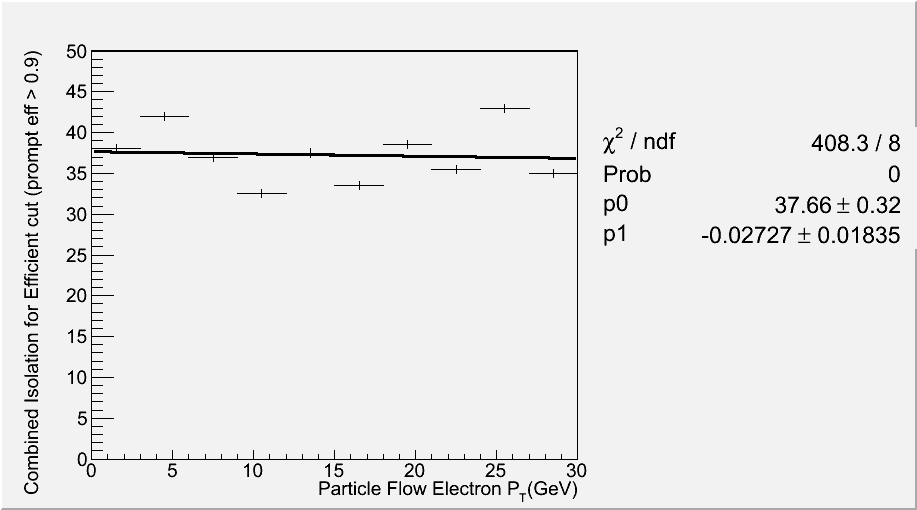 Combined Isolation for Efficient cut (prompt eff > 0.9)
50
45
40
35
30
25
20
15
10
5
0
0 5 10 15 20 25 30
Particle Flow Electron P_T(GeV)
χ² / ndf 408.3 / 8
Prob 0
p0 37.66 ± 0.32
p1 -0.02727 ± 0.01835